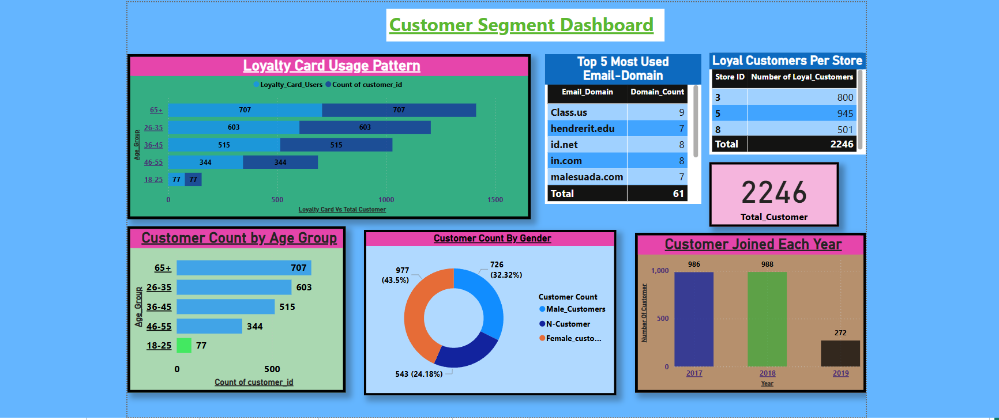 Customer Segment Dashboard
Loyalty Card Usage Pattern
Loyalty_Card_Users Count of customer_id
Age_Group
65+ 707 707
26-35 603 603
36-45 515 515
46-55 344 344
18-25 77 77
0 500 1000 1500
Loyalty Card Vs Total Customer
Top 5 Most Used
Email-Domain
Email_Domain Domain_Count
Class.us 9
hendrerit.edu 7
id.net 8
in.com 8
malesuada.com 7
Total 61
Loyal Customers Per Store
Store ID Number of Loyal_Customers
3 800
5 945
8 501
Total 2246
2246
Total_Customer
Customer Count by Age Group
Age_Group
65+ 707
26-35 603
36-45 515
46-55 344
18-25 77
0 500
Count of customer_id
Customer Count By Gender
977
(43.5%)
726
(32.32%)
543 (24.18%)
Customer Count
Male_Customers
N-Customer
Female_custo...
Customer Joined Each Year
Number Of Customer
1,000
500
0
986 988 272
2017 2018 2019
Year